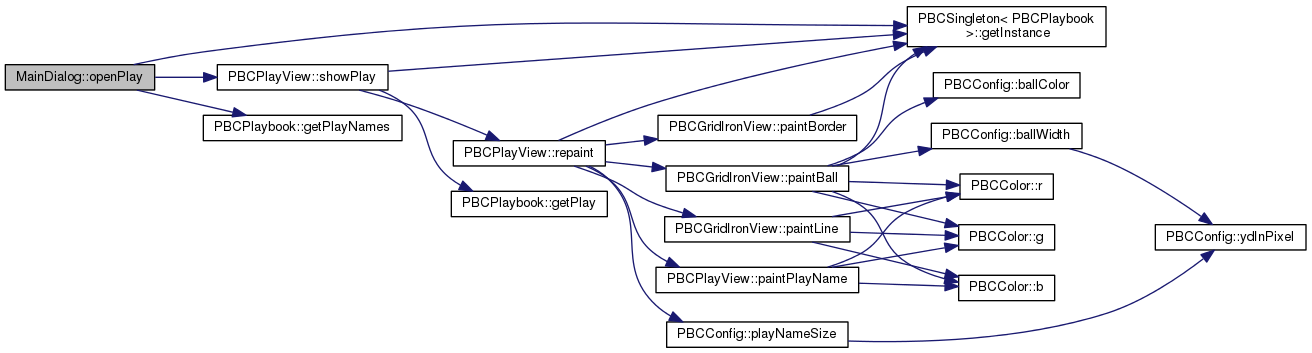 PBCSingleton< PBCPlaybook
>::getInstance
MainDialog::openPlay
PBCPlayView::showPlay
PBCConfig::ballColor
PBCPlaybook::getPlayNames
PBCGridIronView::paintBorder
PBCConfig::ballWidth
PBCPlayView::repaint
PBCGridIronView::paintBall
PBCColor::r
PBCPlaybook::getPlay
PBCGridIronView::paintLine
PBCColor::g
PBCConfig::ydInPixel
PBCPlayView::paintPlayName
PBCColor::b
PBCConfig::playNameSize